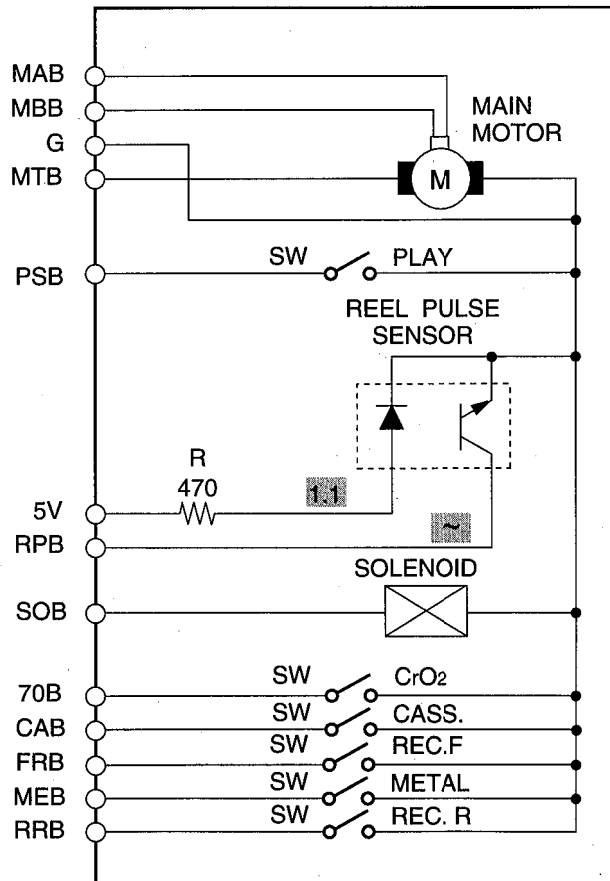 MAB
MBB
G
MTB
MAIN
MOTOR
M
PSB
SW
PLAY
REEL PULSE
SENSOR
R
470
1.1
5V
~
RPB
SOLENOID
SOB
70B
SW
CrO₂
CAB
SW
CASS.
FRB
SW
REC.F
MEB
SW
METAL
RRB
SW
REC. R